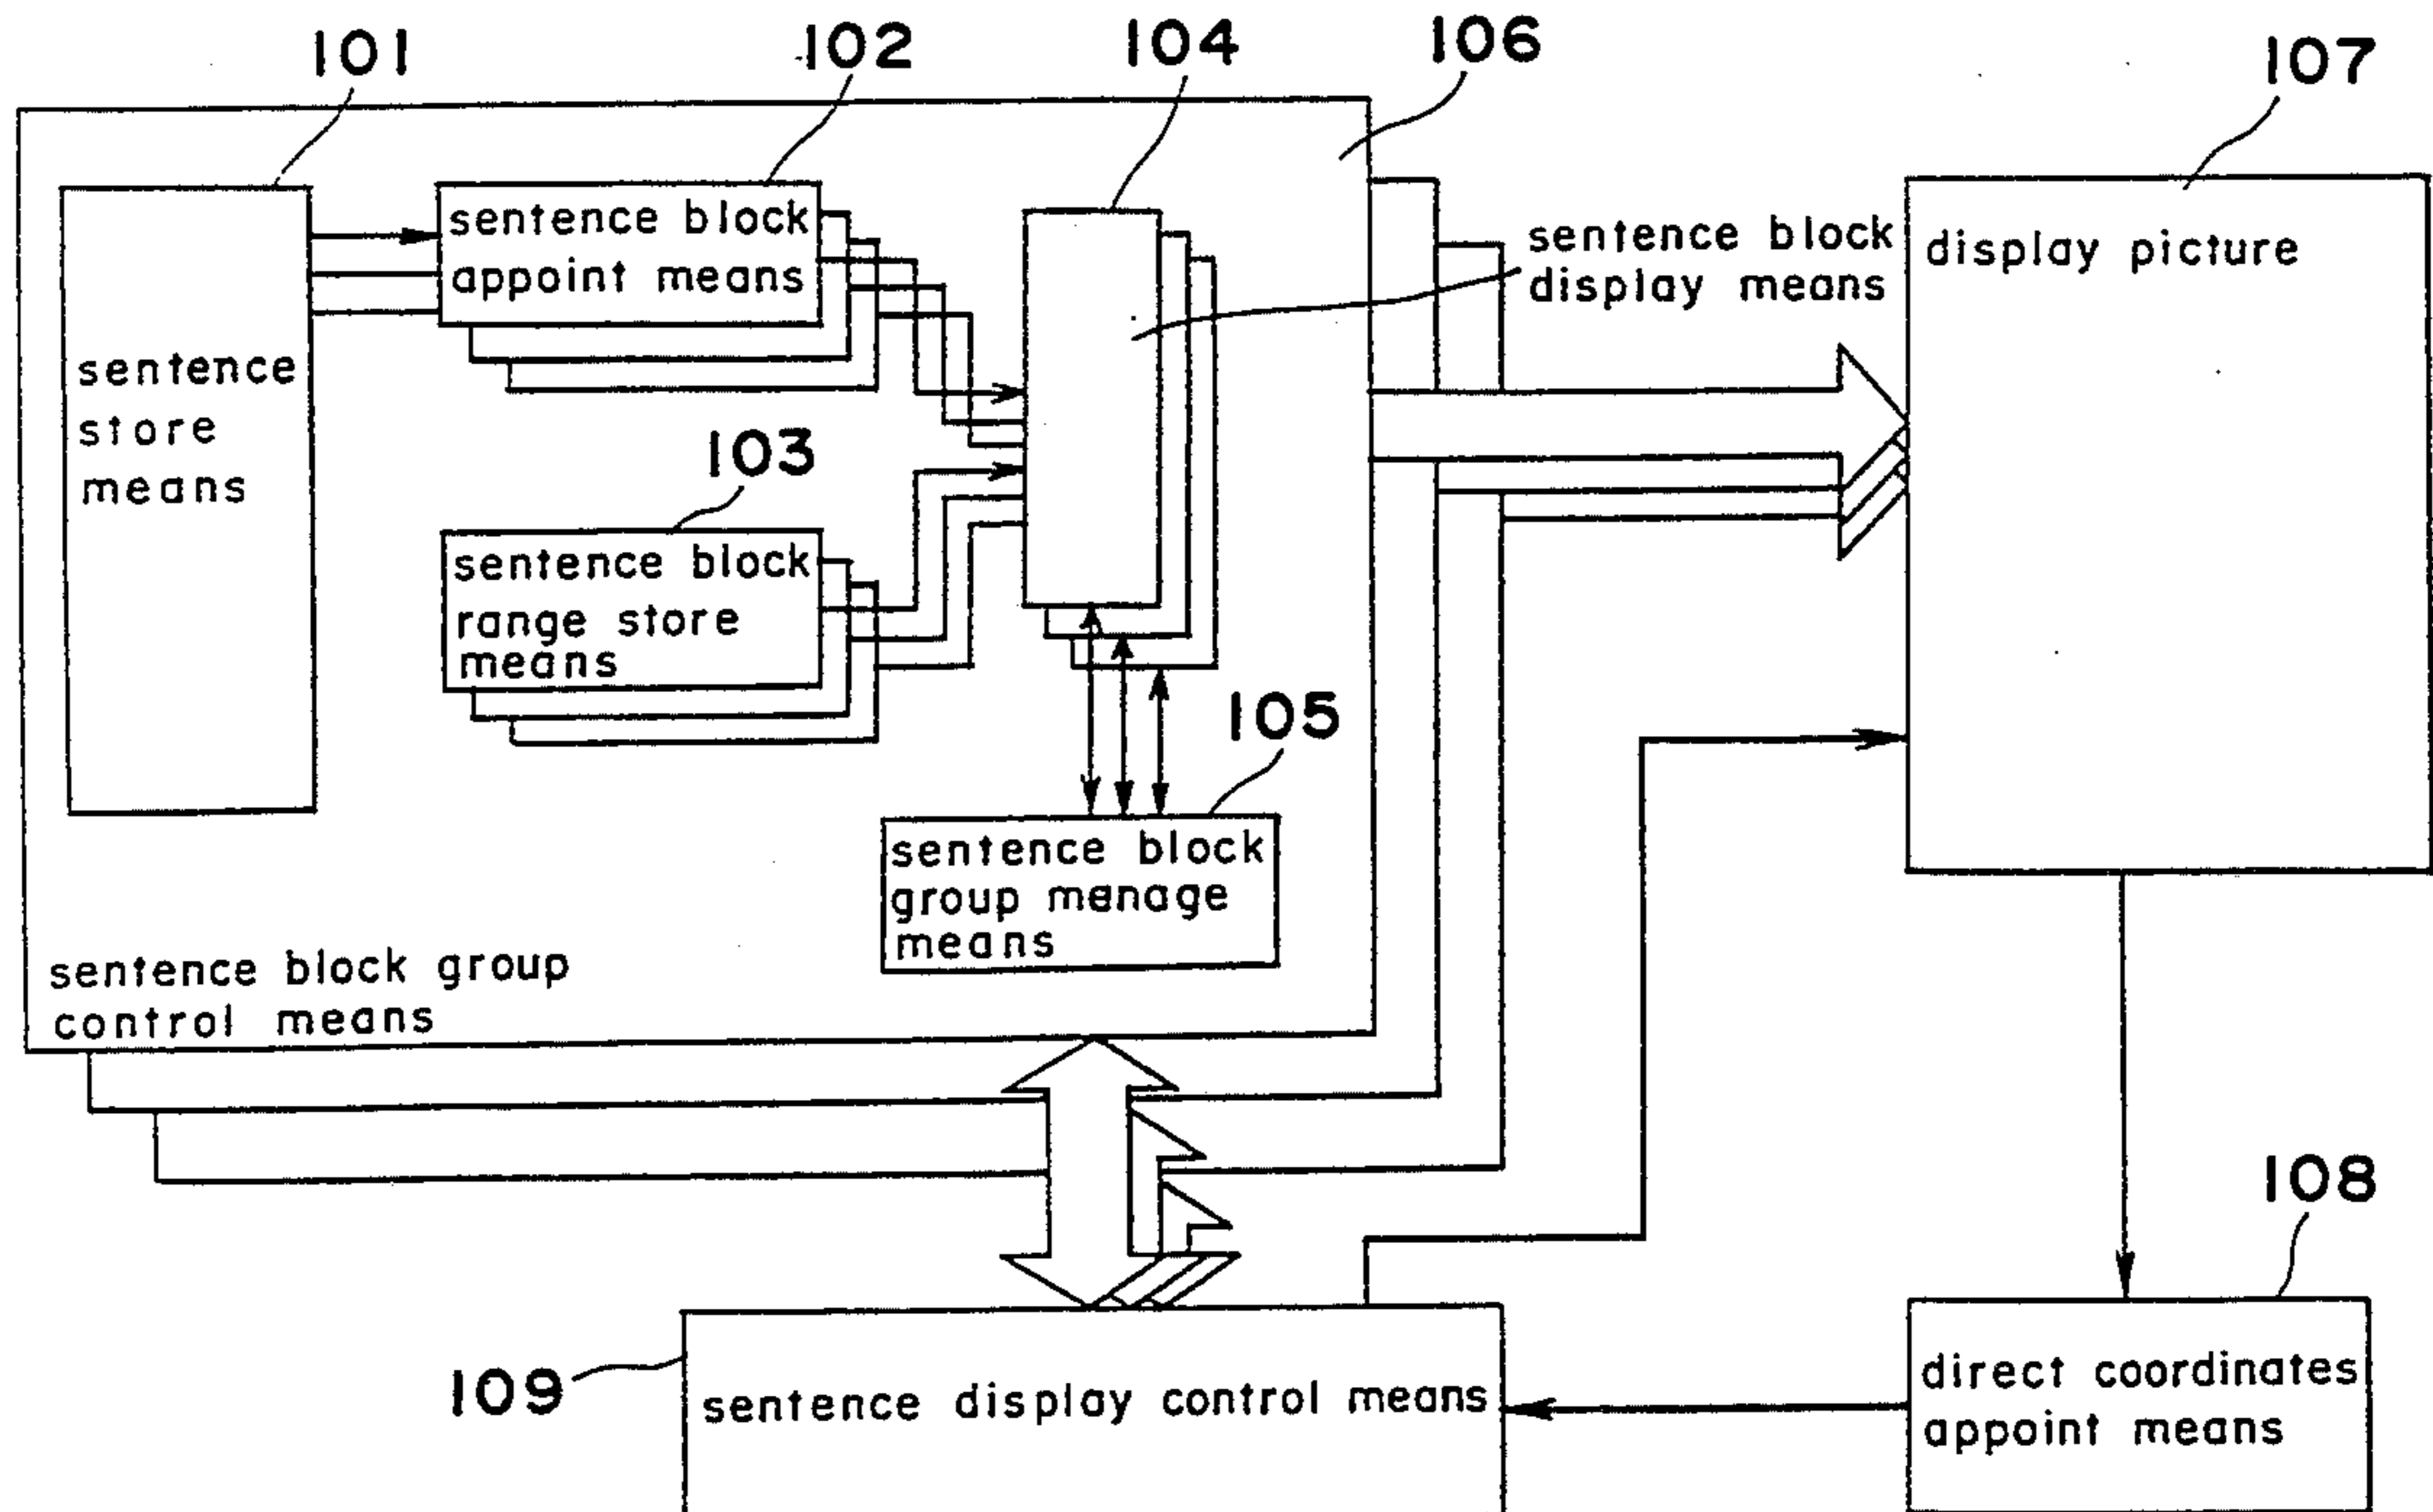 101
102
104
106
107
sentence block
appoint means
sentence block
display means
display picture
sentence
store
means
103
sentence block
range store
means
105
sentence block
group manage
means
sentence block group
control means
108
109
sentence display control means
direct coordinates
appoint means